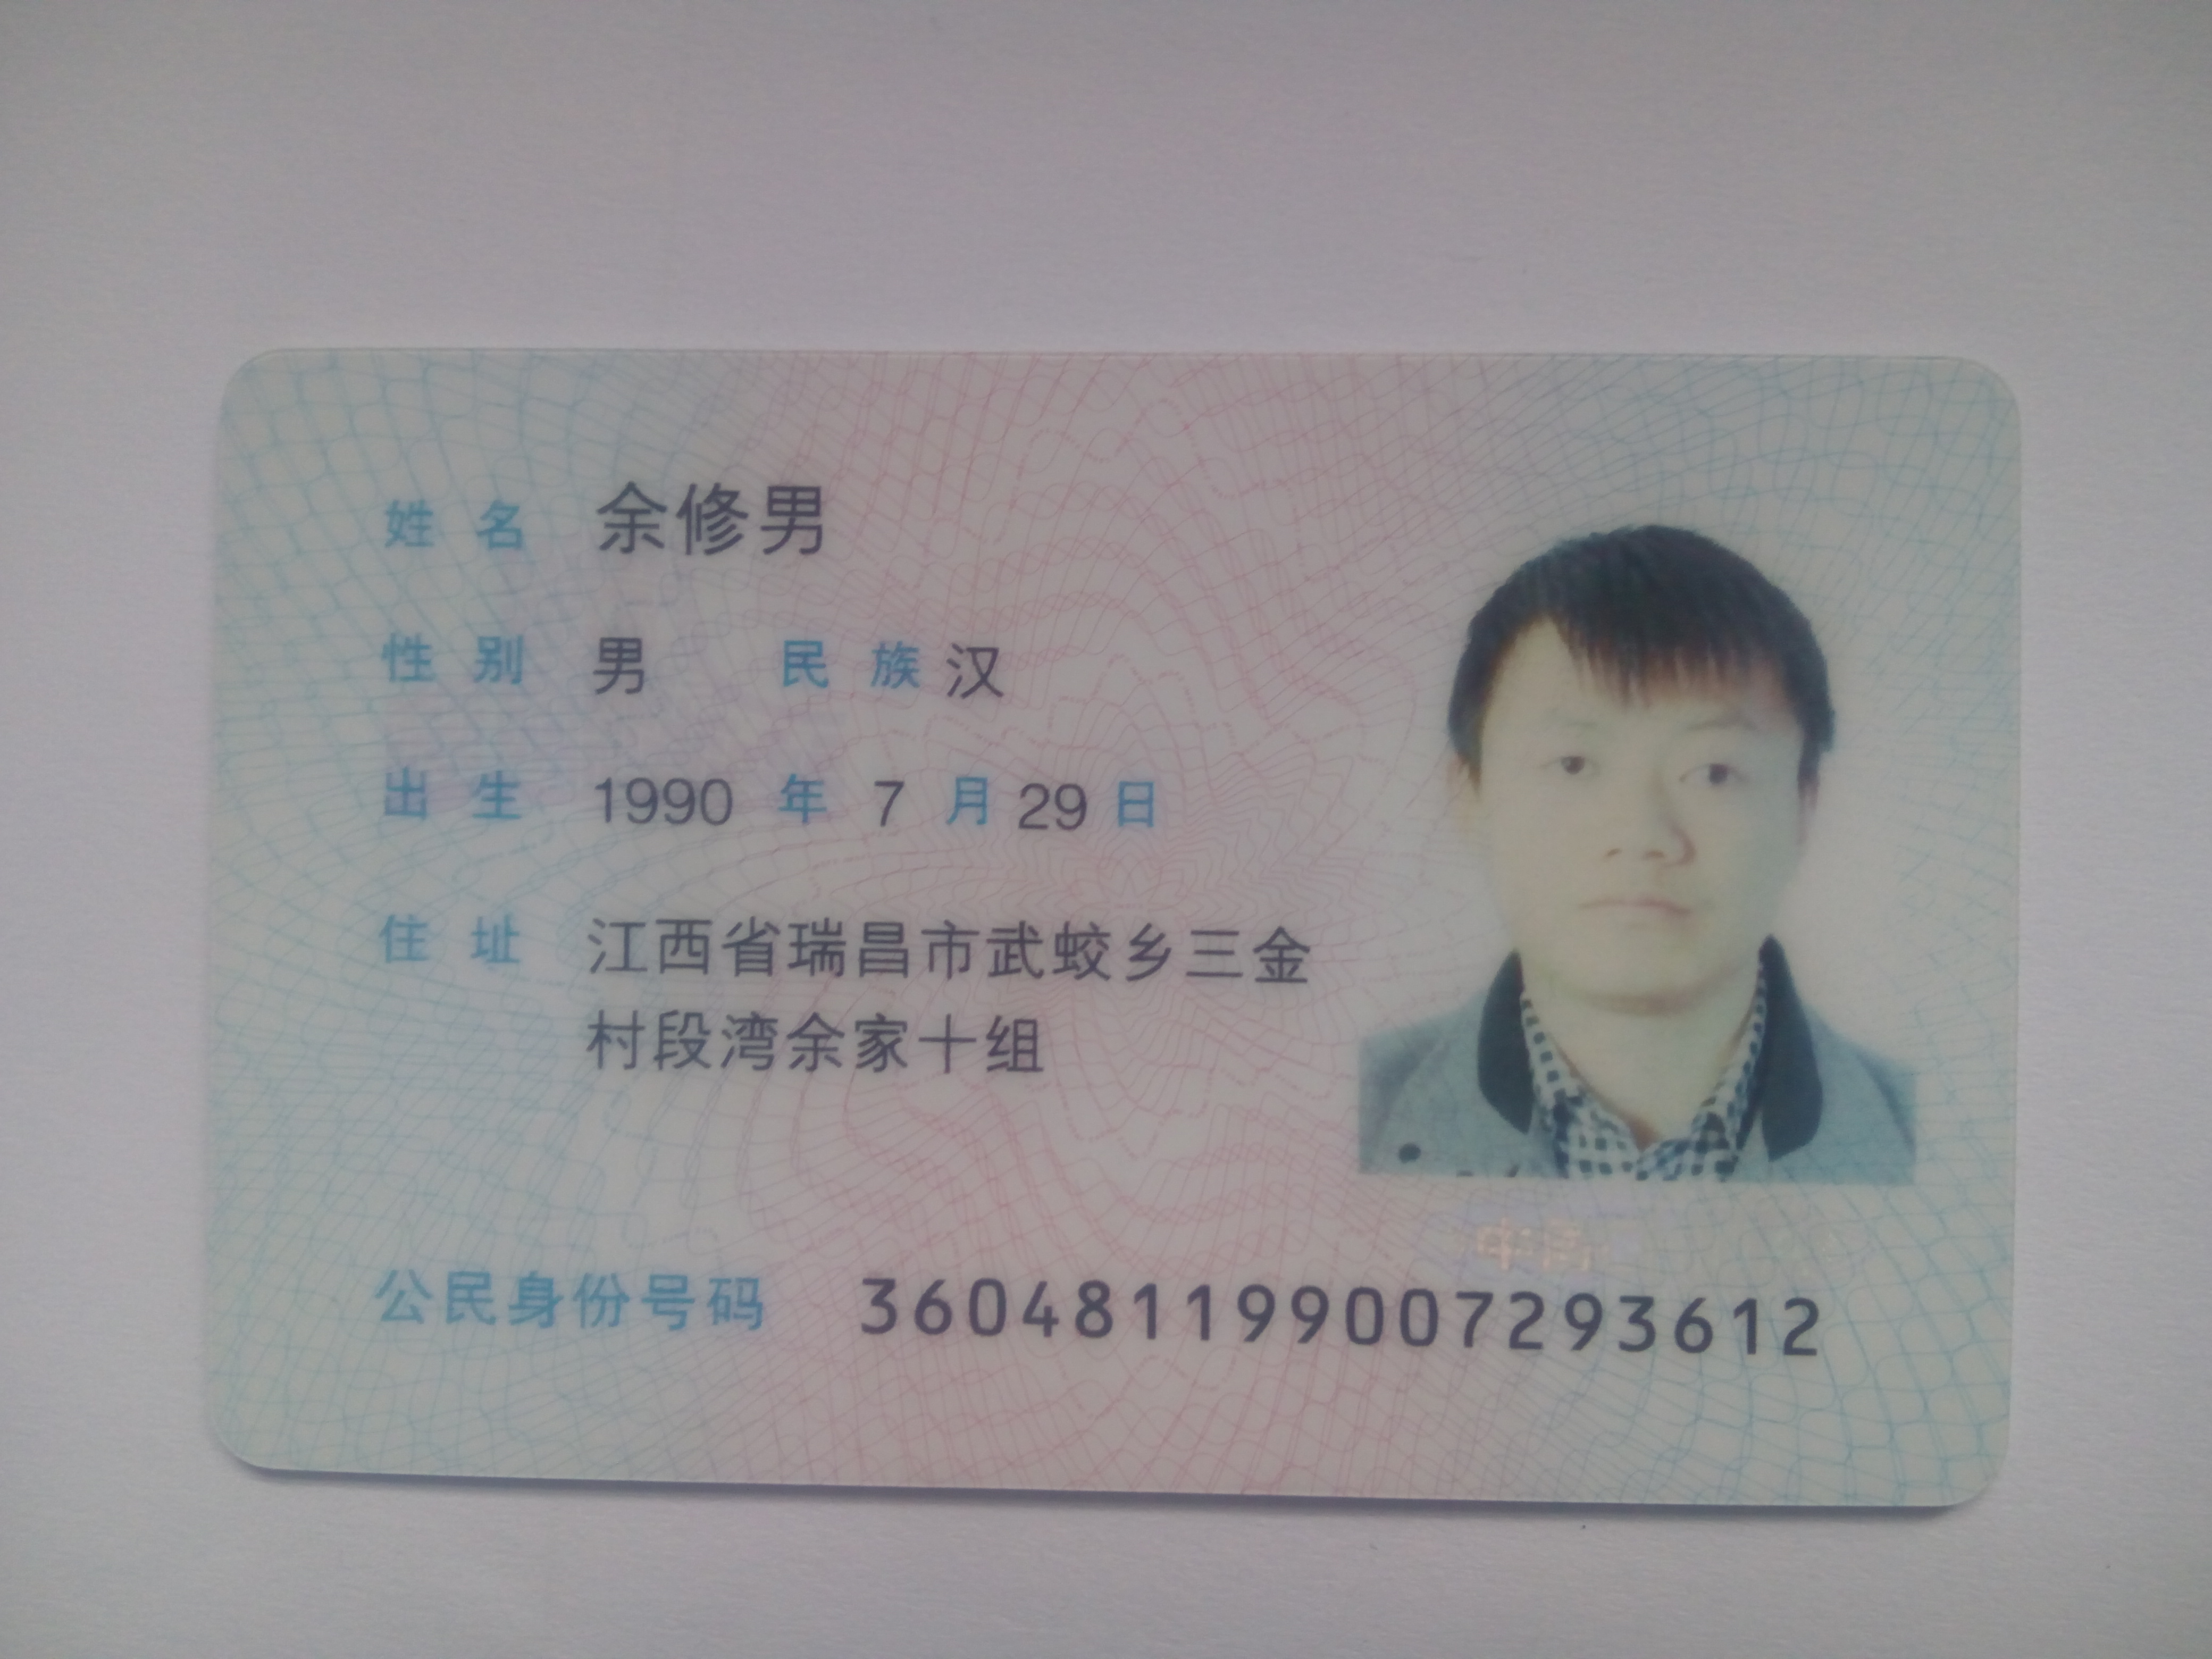 姓名 余修男
性别 男 民族 汉
出生 1990 年 7 月 29 日
住址 江西省瑞昌市武蛟乡三金
村段湾余家十组
公民身份号码 360481199007293612